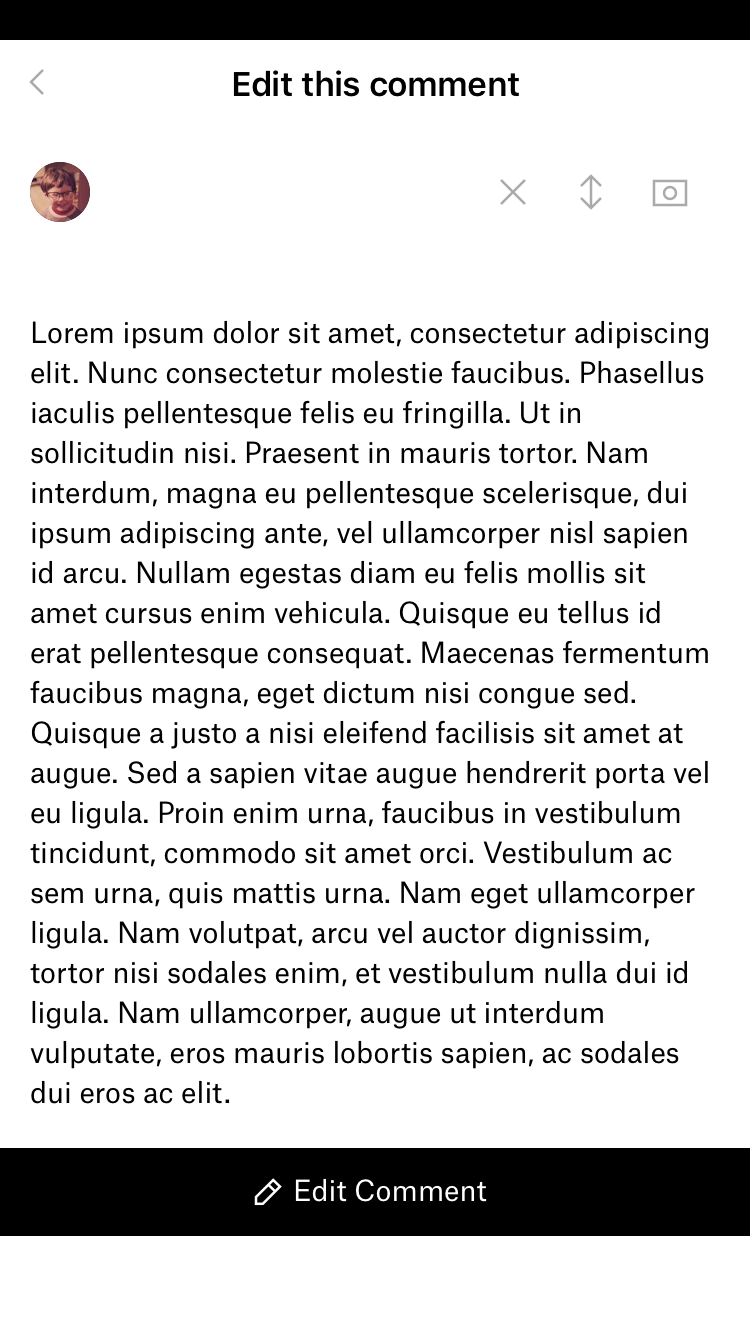 Edit this comment
Lorem ipsum dolor sit amet, consectetur adipiscing
elit. Nunc consectetur molestie faucibus. Phasellus
iaculis pellentesque felis eu fringilla. Ut in
sollicitudin nisi. Praesent in mauris tortor. Nam
interdum, magna eu pellentesque scelerisque, dui
ipsum adipiscing ante, vel ullamcorper nisl sapien
id arcu. Nullam egestas diam eu felis mollis sit
amet cursus enim vehicula. Quisque eu tellus id
erat pellentesque consequat. Maecenas fermentum
faucibus magna, eget dictum nisi congue sed.
Quisque a justo a nisi eleifend facilisis sit amet at
augue. Sed a sapien vitae augue hendrerit porta vel
eu ligula. Proin enim urna, faucibus in vestibulum
tincidunt, commodo sit amet orci. Vestibulum ac
sem urna, quis mattis urna. Nam eget ullamcorper
ligula. Nam volutpat, arcu vel auctor dignissim,
tortor nisi sodales enim, et vestibulum nulla dui id
ligula. Nam ullamcorper, augue ut interdum
vulputate, eros mauris lobortis sapien, ac sodales
dui eros ac elit.
Edit Comment